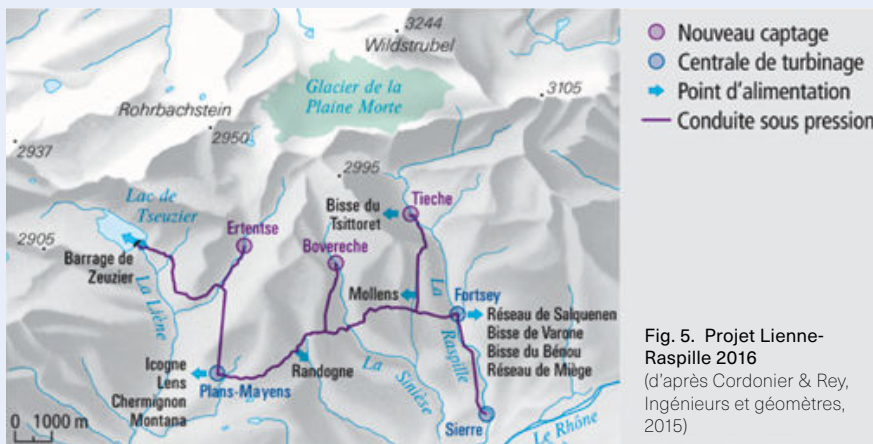 3244
Wildstrubel
Glacier de la
Plaine Morte
3105
Rohrbachstein
2950
2937
2995
Lac de
Tseuzier
Ertentse
Bisse du
Tsittoret
Tieche
2905
Bovereche
Barrage de
Zeuzier
La Liène
Mollens
La Raspille
Fortsey
Réseau de Salquenen
Bisse de Varone
Bisse du Bénou
Réseau de Miège
Icogne
Lens
Chermignon
Montana
Plans-Mayens
Randogne
La Sinièse
Sierre
Le Rhône
0 1000 m
Nouveau captage
Centrale de turbinage
Point d'alimentation
Conduite sous pression
Fig. 5. Projet Lienne-
Raspille 2016
(d'après Cordonier & Rey,
Ingénieurs et géomètres,
2015)